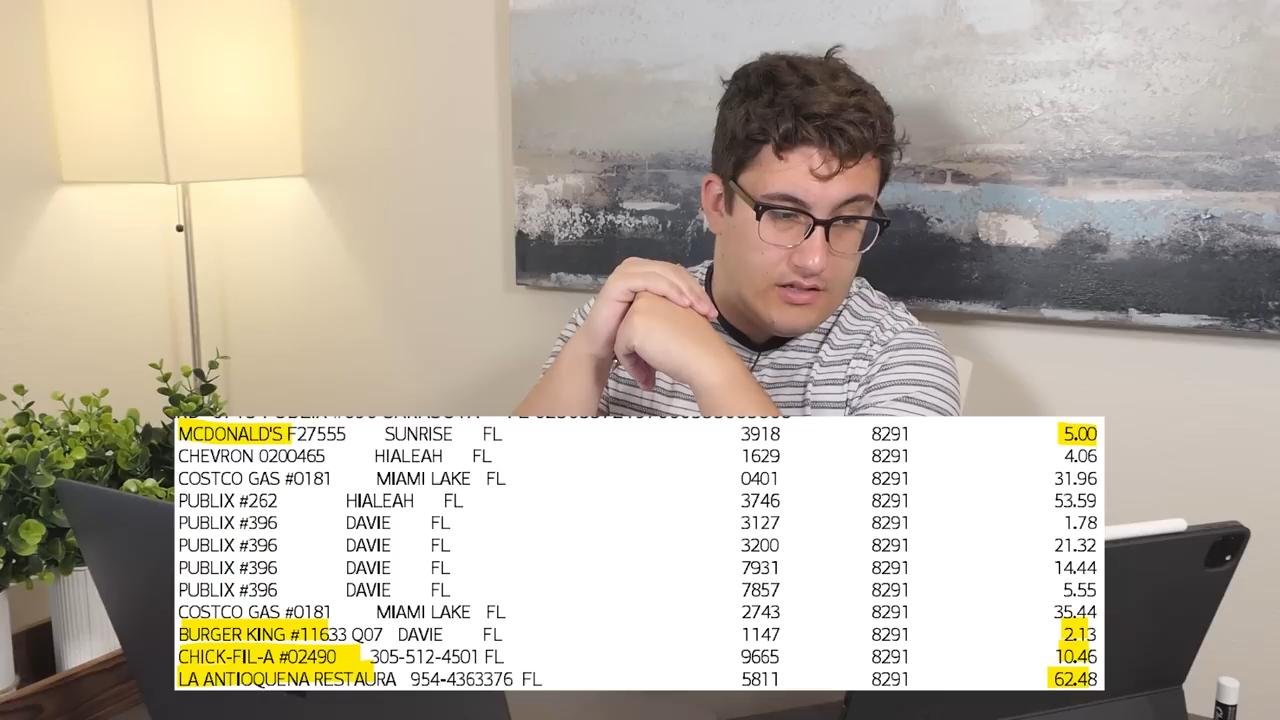 MCDONALD'S F27555 SUNRISE FL 3918 8291 5.00
CHEVRON 0200465 HIALEAH FL 1629 8291 4.06
COSTCO GAS #0181 MIAMI LAKE FL 0401 8291 31.96
PUBLIX #262 HIALEAH FL 3746 8291 53.59
PUBLIX #396 DAVIE FL 3127 8291 1.78
PUBLIX #396 DAVIE FL 3200 8291 21.32
PUBLIX #396 DAVIE FL 7931 8291 14.44
PUBLIX #396 DAVIE FL 7857 8291 5.55
COSTCO GAS #0181 MIAMI LAKE FL 2743 8291 35.44
BURGER KING #11633 Q07 DAVIE FL 1147 8291 2.13
CHICK-FIL-A #02490 305-512-4501 FL 9665 8291 10.46
LA ANTIOQUENA RESTAURA 954-4363376 FL 5811 8291 62.48